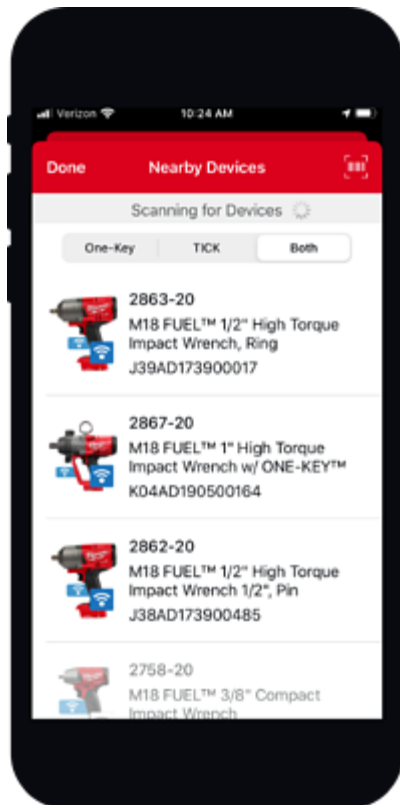 Verizon 10:24 AM
Done Nearby Devices
Scanning for Devices
One-Key TICK Both
2863-20
M18 FUEL™ 1/2" High Torque
Impact Wrench, Ring
J39AD173900017
2867-20
M18 FUEL™ 1" High Torque
Impact Wrench w/ ONE-KEY™
K04AD190500164
2862-20
M18 FUEL™ 1/2" High Torque
Impact Wrench 1/2", Pin
J38AD173900485
2758-20
M18 FUEL™ 3/8" Compact
Impact Wrench